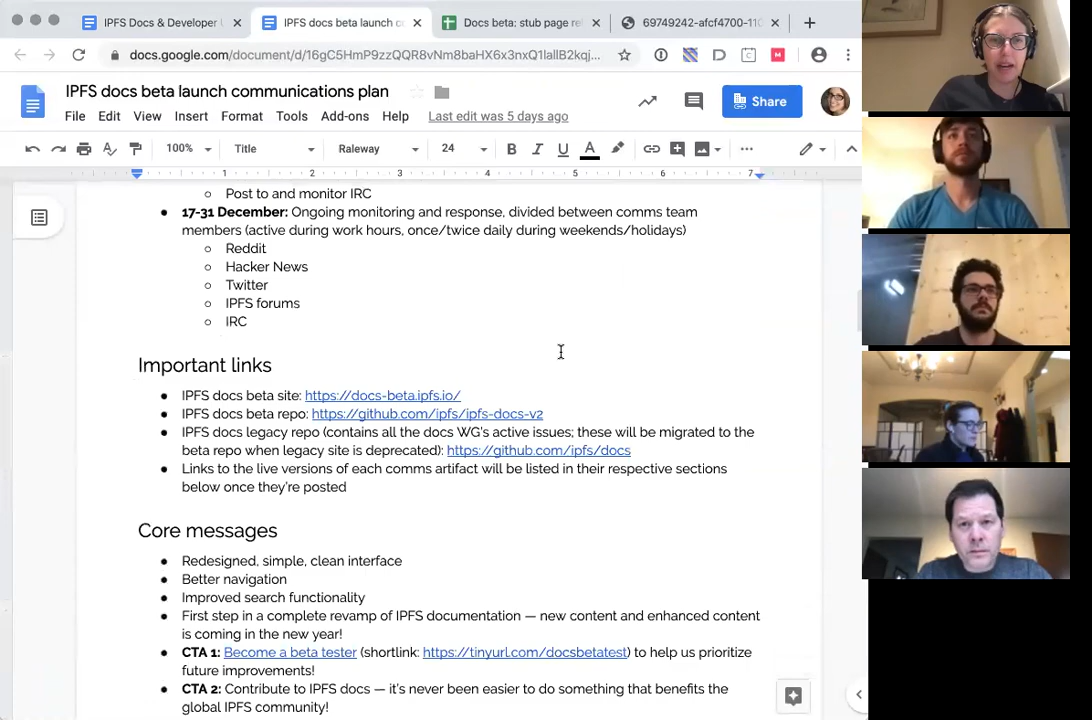 IPFS Docs & Developer
IPFS docs beta launch c
Docs beta: stub page re
69749242-afcf4700-11
docs.google.com/document/d/16gC5HmP9zzQQR8vNm8baHX6x3nxQ1lallB2kqj...
IPFS docs beta launch communications plan
Share
File Edit View Insert Format Tools Add-ons Help Last edit was 5 days ago
100% Title Raleway 24 B I U A
1 2 3 4 5 6 7
Post to and monitor IRC
17-31 December: Ongoing monitoring and response, divided between comms team
members (active during work hours, once/twice daily during weekends/holidays)
Reddit
Hacker News
Twitter
IPFS forums
IRC
Important links
IPFS docs beta site: https://docs-beta.ipfs.io/
IPFS docs beta repo: https://github.com/ipfs/ipfs-docs-v2
IPFS docs legacy repo (contains all the docs WG's active issues; these will be migrated to the
beta repo when legacy site is deprecated): https://github.com/ipfs/docs
Links to the live versions of each comms artifact will be listed in their respective sections
below once they're posted
Core messages
Redesigned, simple, clean interface
Better navigation
Improved search functionality
First step in a complete revamp of IPFS documentation — new content and enhanced content
is coming in the new year!
CTA 1: Become a beta tester (shortlink: https://tinyurl.com/docsbetatest) to help us prioritize
future improvements!
CTA 2: Contribute to IPFS docs — it's never been easier to do something that benefits the
global IPFS community!